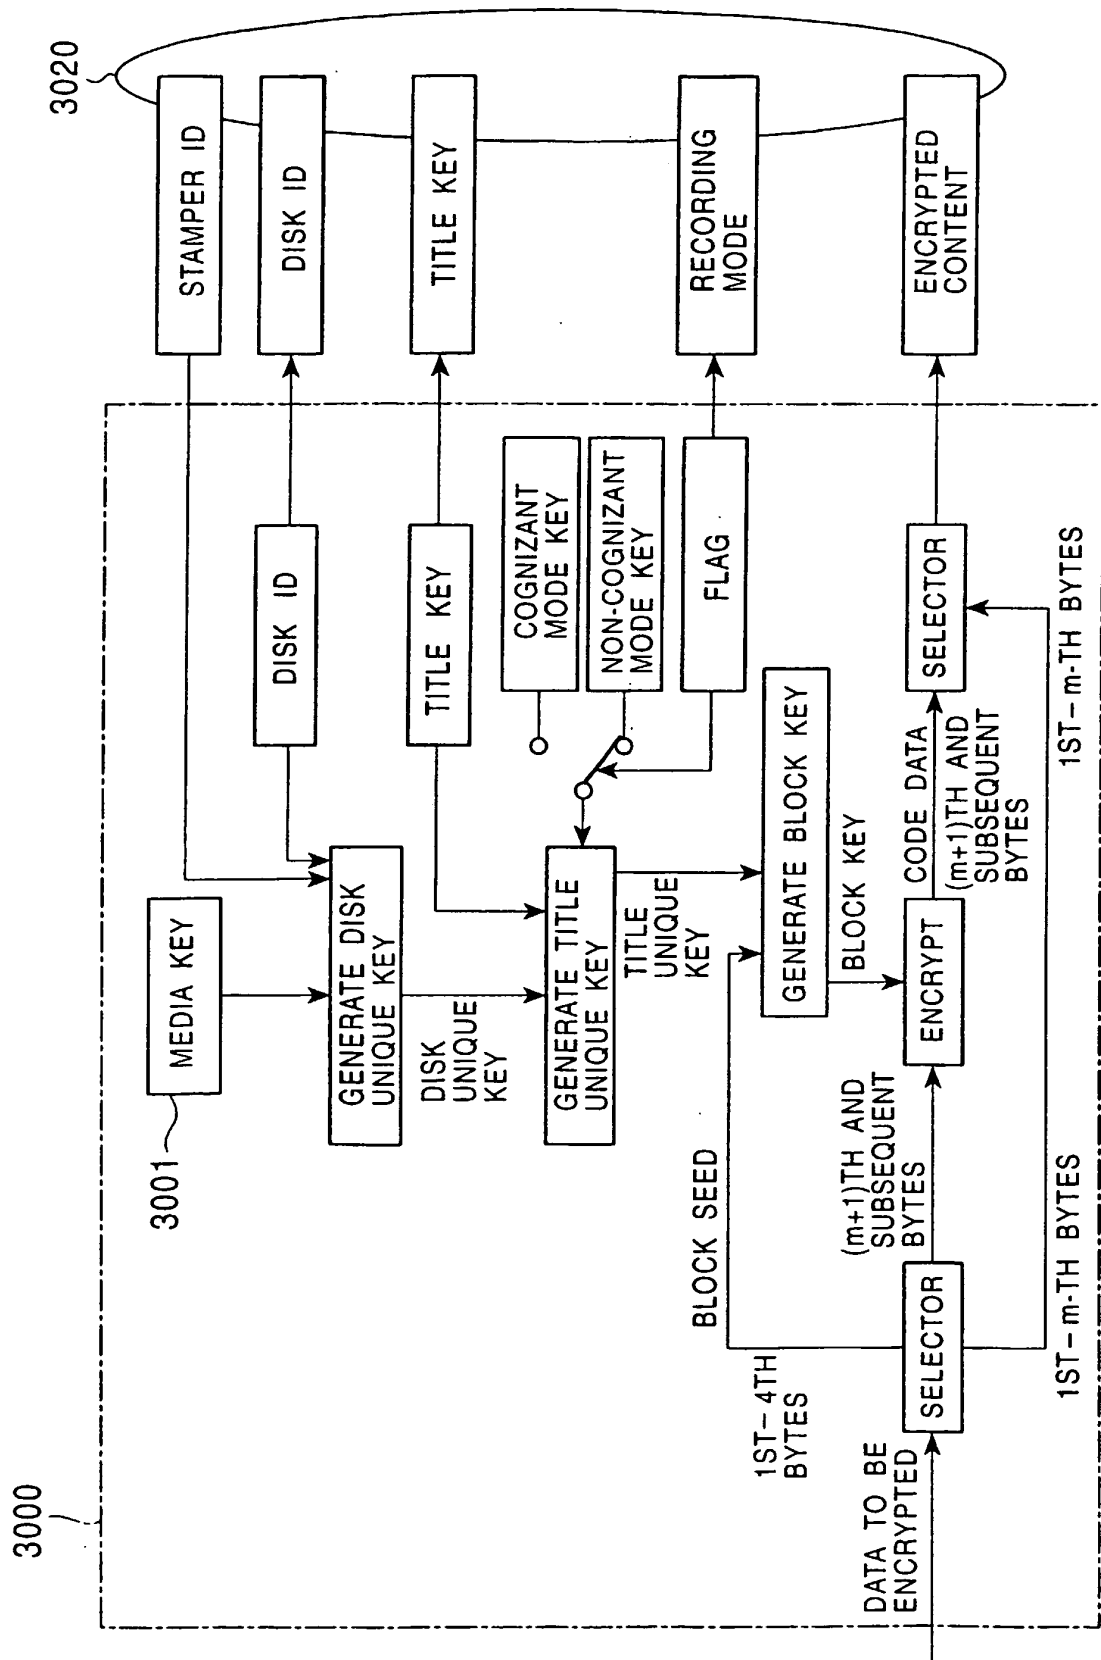 3000
3020
STAMPER ID
DISK ID
TITLE KEY
RECORDING
MODE
ENCRYPTED
CONTENT
3001
MEDIA KEY
DISK ID
TITLE KEY
COGNIZANT
MODE KEY
NON-COGNIZANT
MODE KEY
FLAG
GENERATE DISK
UNIQUE KEY
DISK
UNIQUE
KEY
GENERATE TITLE
UNIQUE KEY
TITLE
UNIQUE
KEY
BLOCK SEED
GENERATE BLOCK KEY
BLOCK KEY
1ST-4TH
BYTES
DATA TO BE
ENCRYPTED
SELECTOR
(m+1)TH AND
SUBSEQUENT
BYTES
ENCRYPT
CODE DATA
(m+1)TH AND
SUBSEQUENT
BYTES
SELECTOR
1ST-m-TH BYTES
1ST-m-TH BYTES